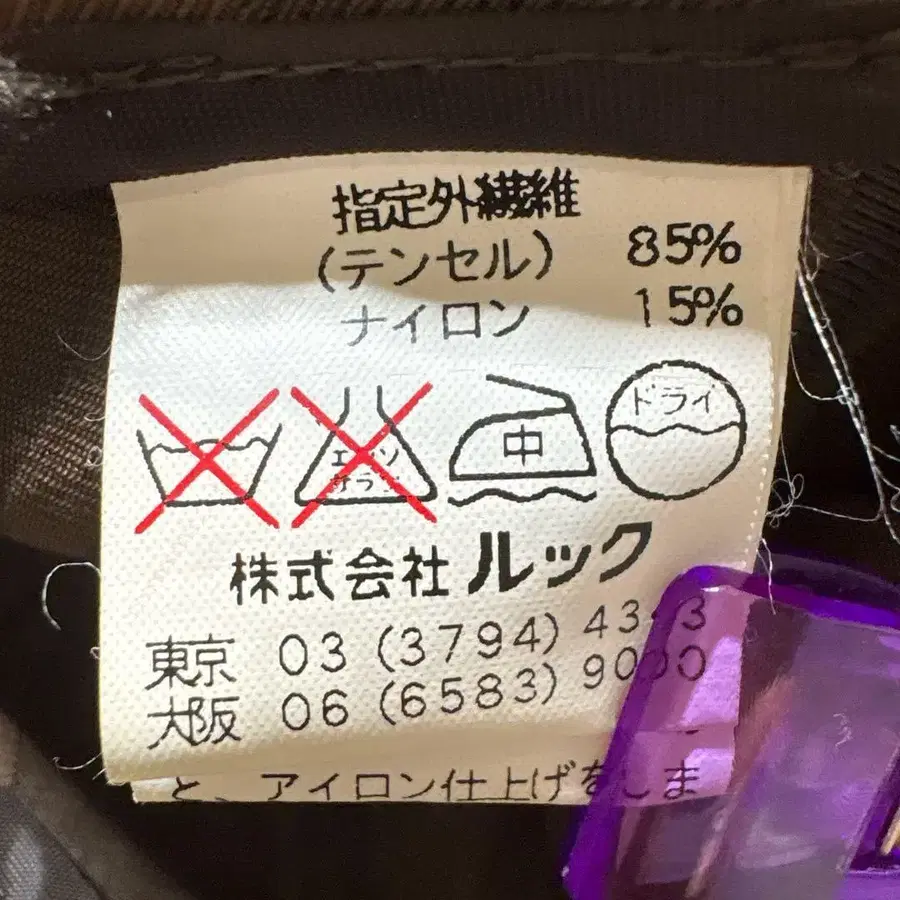 指定外繊維
(テンセル) 85%
ナイロン 15%
中
ドライ
株式会社ルック
東京 03 (3794)
大阪 06 (6583)
と、アイロン仕上げをしま